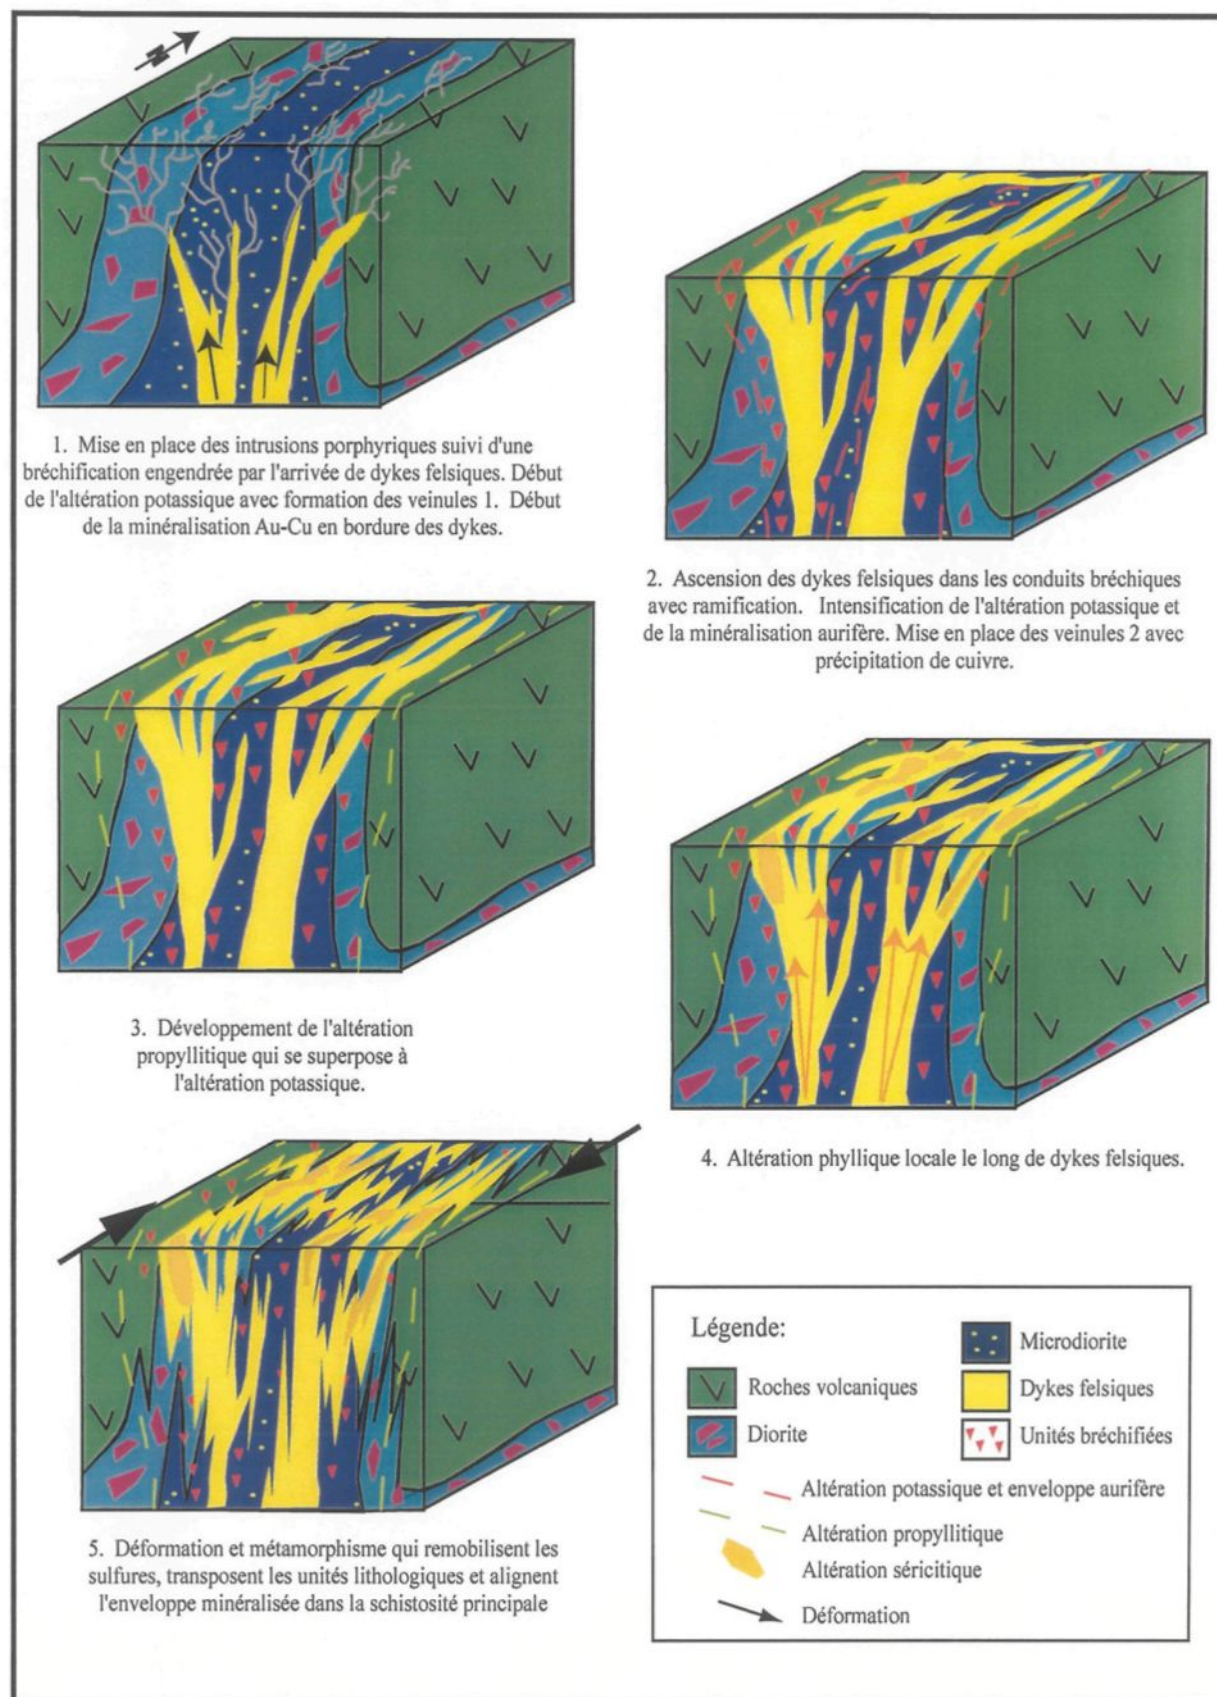 N
1. Mise en place des intrusions porphyriques suivi d'une
bréchification engendrée par l'arrivée de dykes felsiques. Début
de l'altération potassique avec formation des veinules 1. Début
de la minéralisation Au-Cu en bordure des dykes.
2. Ascension des dykes felsiques dans les conduits bréchiques
avec ramification. Intensification de l'altération potassique et
de la minéralisation aurifère. Mise en place des veinules 2 avec
précipitation de cuivre.
3. Développement de l'altération
propyllitique qui se superpose à
l'altération potassique.
4. Altération phyllique locale le long de dykes felsiques.
5. Déformation et métamorphisme qui remobilisent les
sulfures, transposent les unités lithologiques et alignent
l'enveloppe minéralisée dans la schistosité principale
Légende:
Roches volcaniques
Diorite
Microdiorite
Dykes felsiques
Unités bréchifiées
Altération potassique et enveloppe aurifère
Altération propyllitique
Altération séricitique
Déformation